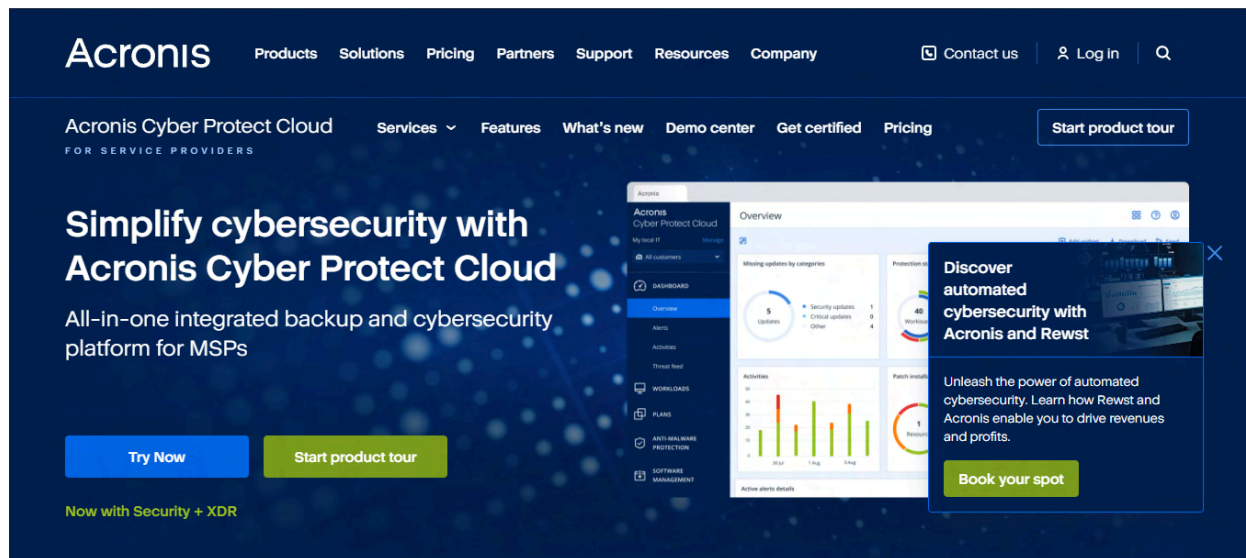 Acronis
Products Solutions Pricing Partners Support Resources Company
Contact us
Log in
Acronis Cyber Protect Cloud
FOR SERVICE PROVIDERS
Services Features What's new Demo center Get certified Pricing
Start product tour
Simplify cybersecurity with
Acronis Cyber Protect Cloud
All-in-one integrated backup and cybersecurity
platform for MSPs
Try Now
Start product tour
Now with Security + XDR
Acronis
Acronis
Cyber Protect Cloud
My local IT Manage
All customers
DASHBOARD
Overview
Alerts
Activities
Threat feed
WORKLOADS
PLANS
ANTI-MALWARE
PROTECTION
SOFTWARE
MANAGEMENT
Overview
Missing updates by categories
5
Updates
Security updates 1
Critical updates 0
Other 4
Protection
40
Activities
50
40
30
20
10
0
30 Jul 1 Aug 3 Aug
Patch
1
Active alerts details
Discover
automated
cybersecurity with
Acronis and Rewst
Unleash the power of automated
cybersecurity. Learn how Rewst and
Acronis enable you to drive revenues
and profits.
Book your spot